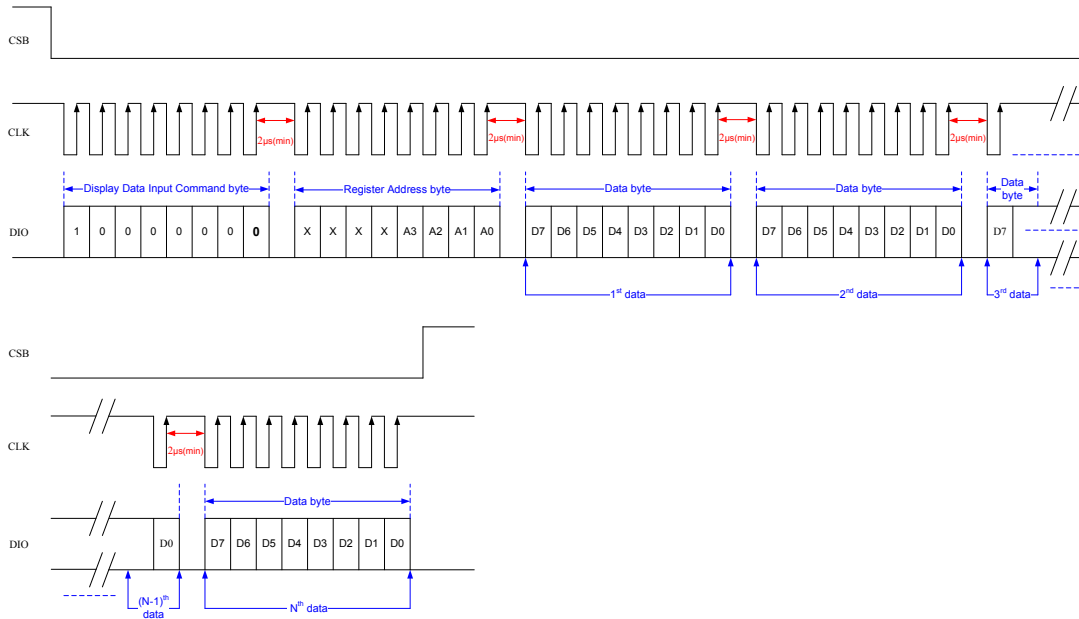 CSB
CLK
2µs(min) 2µs(min) 2µs(min) 2µs(min)
Display Data Input Command byte Register Address byte Data byte Data byte Data byte
DIO 1 0 0 0 0 0 0 0 X X X X A3 A2 A1 A0 D7 D6 D5 D4 D3 D2 D1 D0 D7 D6 D5 D4 D3 D2 D1 D0 D7
1st data 2nd data 3rd data
CSB
CLK
2µs(min)
Data byte
DIO D0 D7 D6 D5 D4 D3 D2 D1 D0
(N-1)th data Nth data